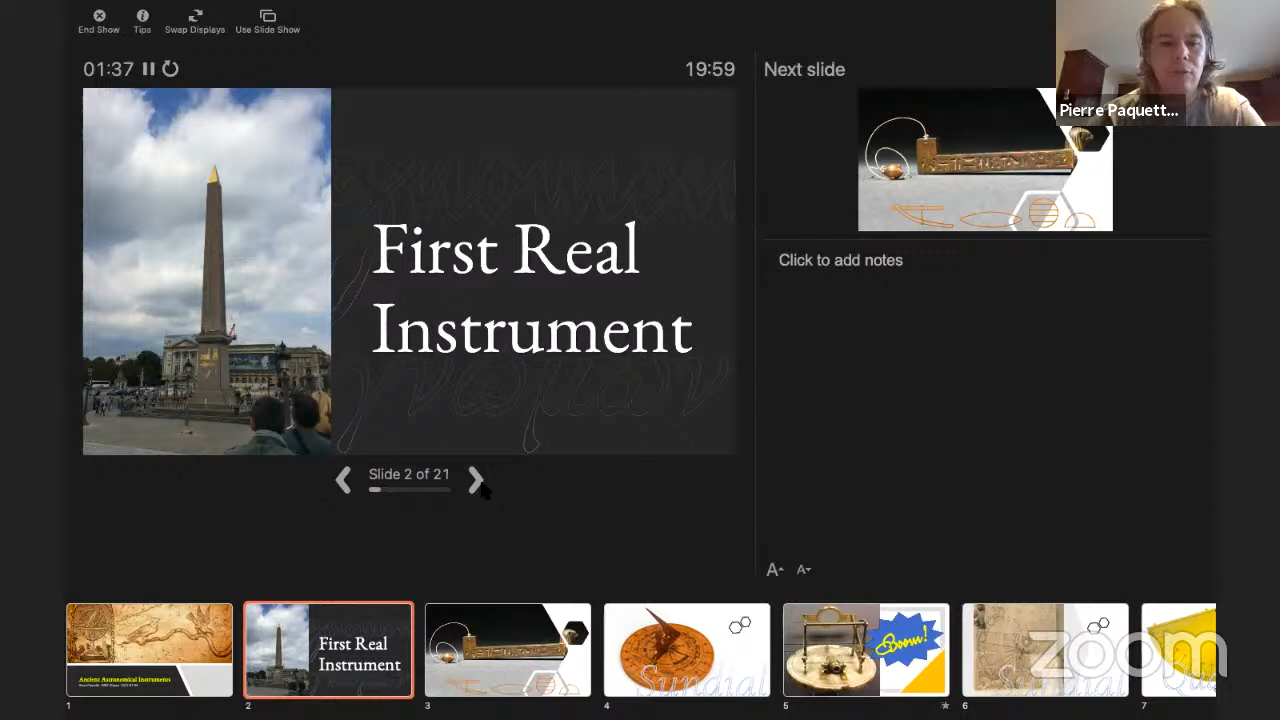 End Show
Tips
Swap Displays
Use Slide Show
01:37
19:59
Next slide
Pierre Paquett...
First Real
Instrument
Click to add notes
Slide 2 of 21
A A
Ancient Astronomical Instruments
First Real
Instrument
Sundial
Boom!
Sundial
zoom
1
2
3
4
5
6
7